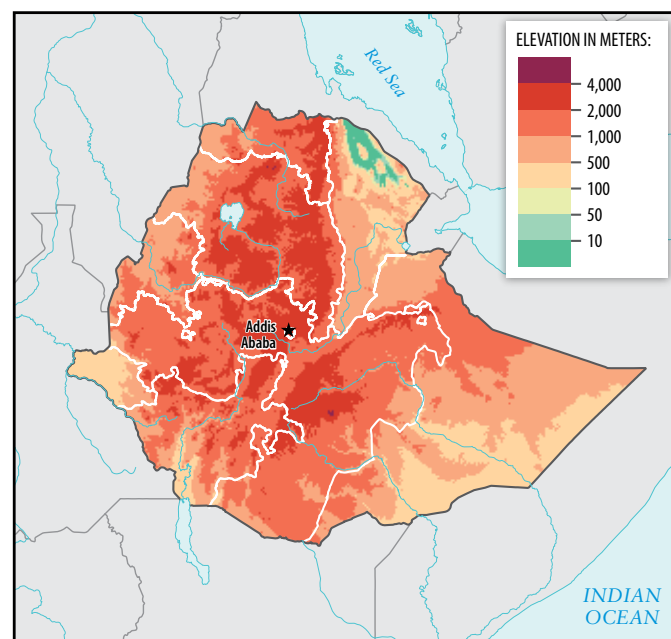 ELEVATION IN METERS:
4,000
2,000
1,000
500
100
50
10
Red Sea
Addis
Ababa
INDIAN
OCEAN